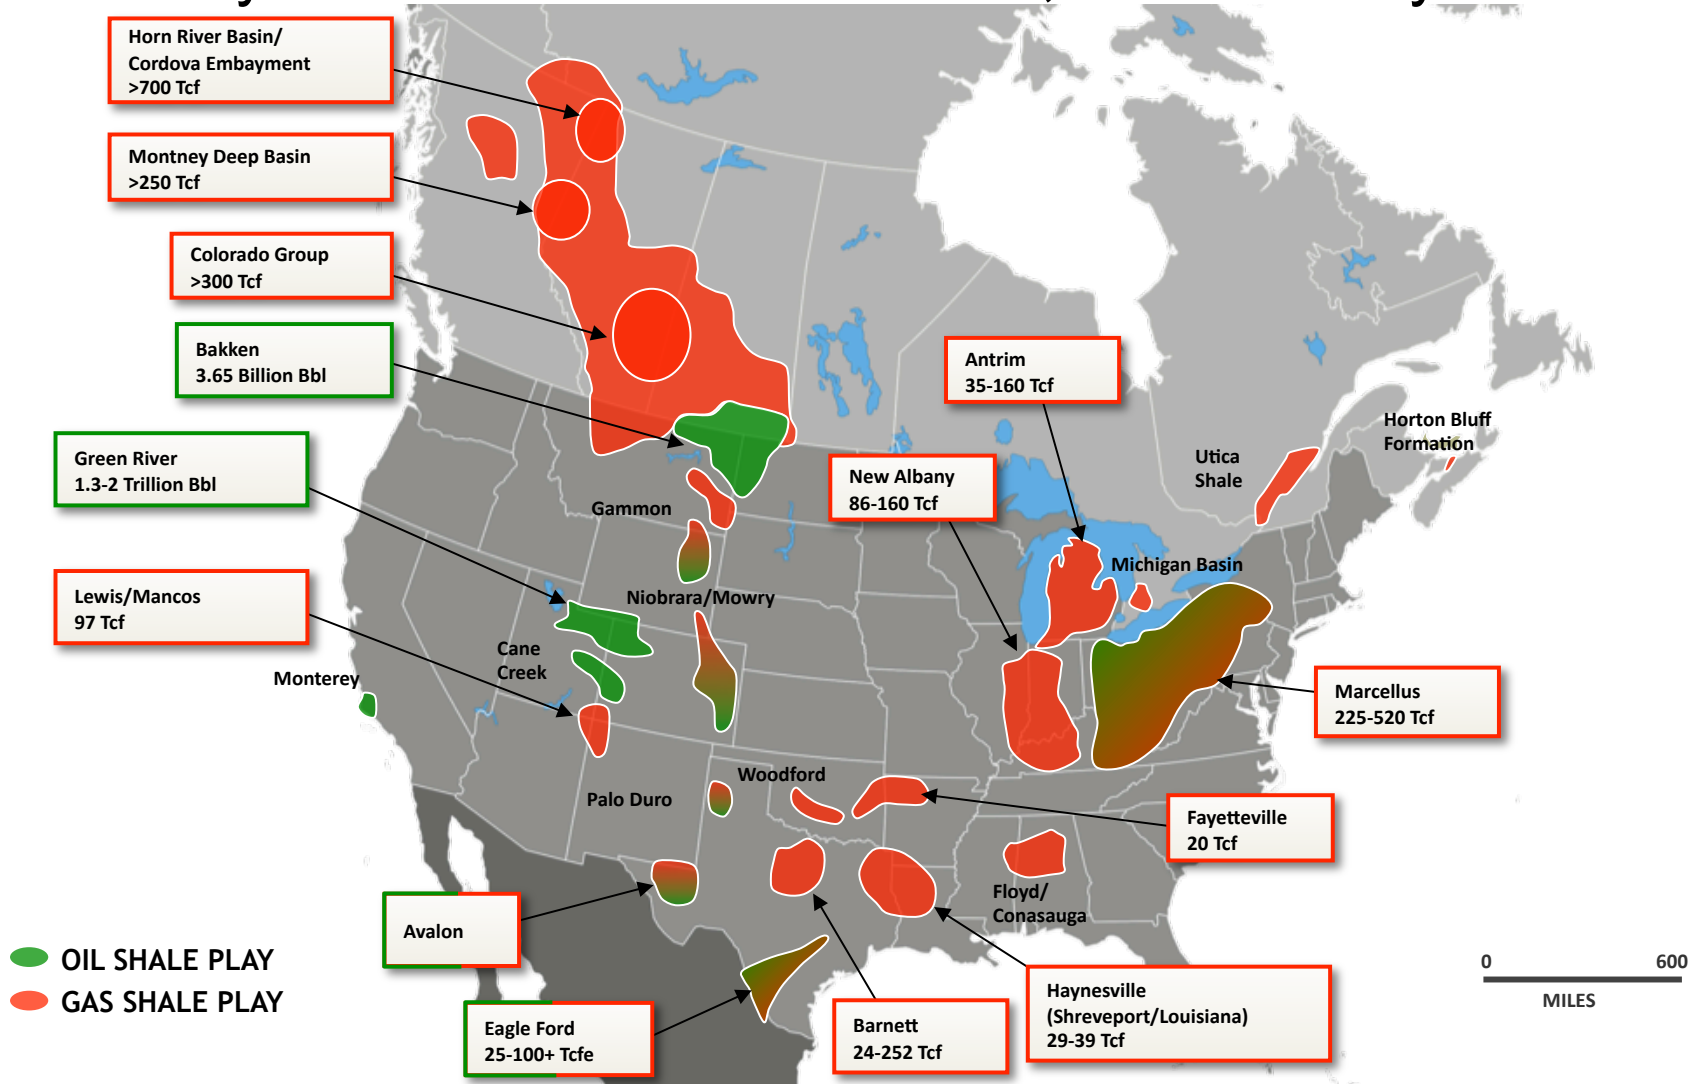 Horn River Basin/
Cordova Embayment
>700 Tcf
Montney Deep Basin
>250 Tcf
Colorado Group
>300 Tcf
Bakken
3.65 Billion Bbl
Green River
1.3-2 Trillion Bbl
Lewis/Mancos
97 Tcf
Monterey
Cane
Creek
Gammon
Niobrara/Mowry
Antrim
35-160 Tcf
New Albany
86-160 Tcf
Utica
Shale
Horton Bluff
Formation
Michigan Basin
Marcellus
225-520 Tcf
Woodford
Palo Duro
Fayetteville
20 Tcf
Floyd/
Conasauga
Avalon
Eagle Ford
25-100+ Tcfe
Barnett
24-252 Tcf
Haynesville
(Shreveport/Louisiana)
29-39 Tcf
OIL SHALE PLAY
GAS SHALE PLAY
0 600
MILES